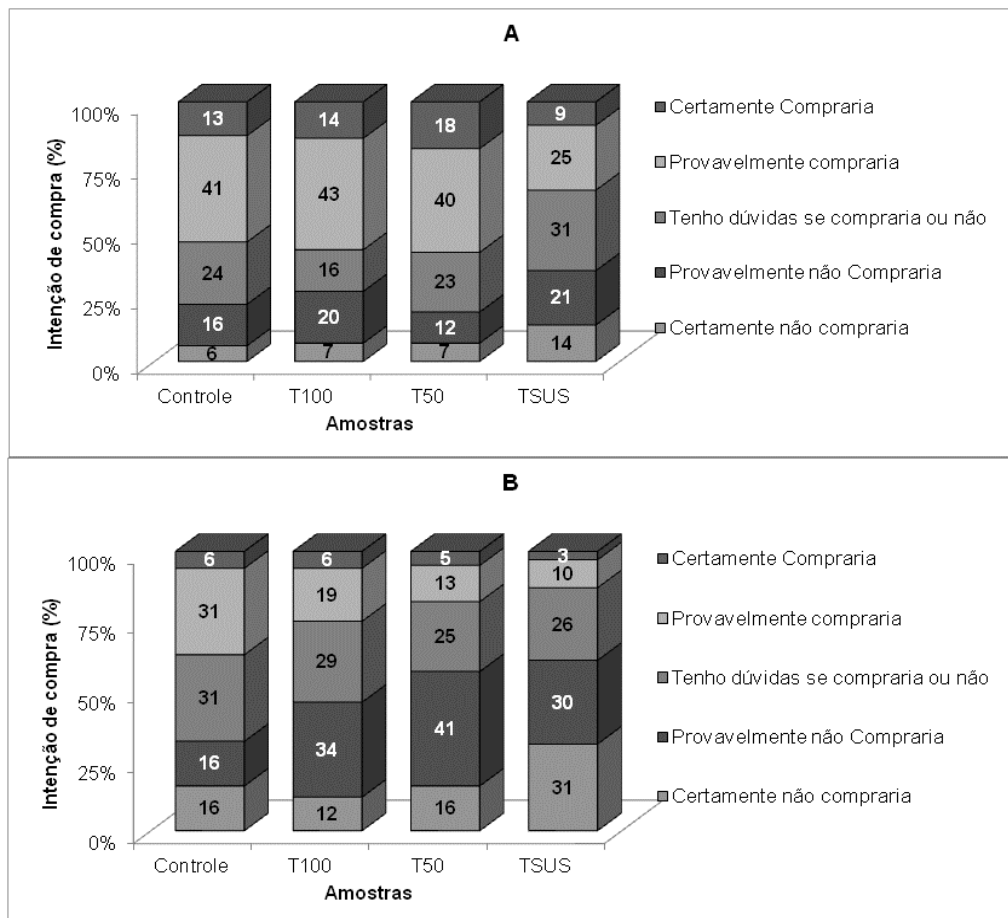 A
100%
75%
50%
25%
0%
Intenção de compra (%)
13 14 18 9
41 43 40 25
24 16 23 31
16 20 12 21
6 7 7 14
Controle T100 T50 TSUS
Amostras
Certamente Compraria
Provavelmente compraria
Tenho dúvidas se compraria ou não
Provavelmente não Compraria
Certamente não compraria
B
100%
75%
50%
25%
0%
Intenção de compra (%)
6 6 5 3
31 19 13 10
31 29 25 26
16 34 41 30
16 12 16 31
Controle T100 T50 TSUS
Amostras
Certamente Compraria
Provavelmente compraria
Tenho dúvidas se compraria ou não
Provavelmente não Compraria
Certamente não compraria